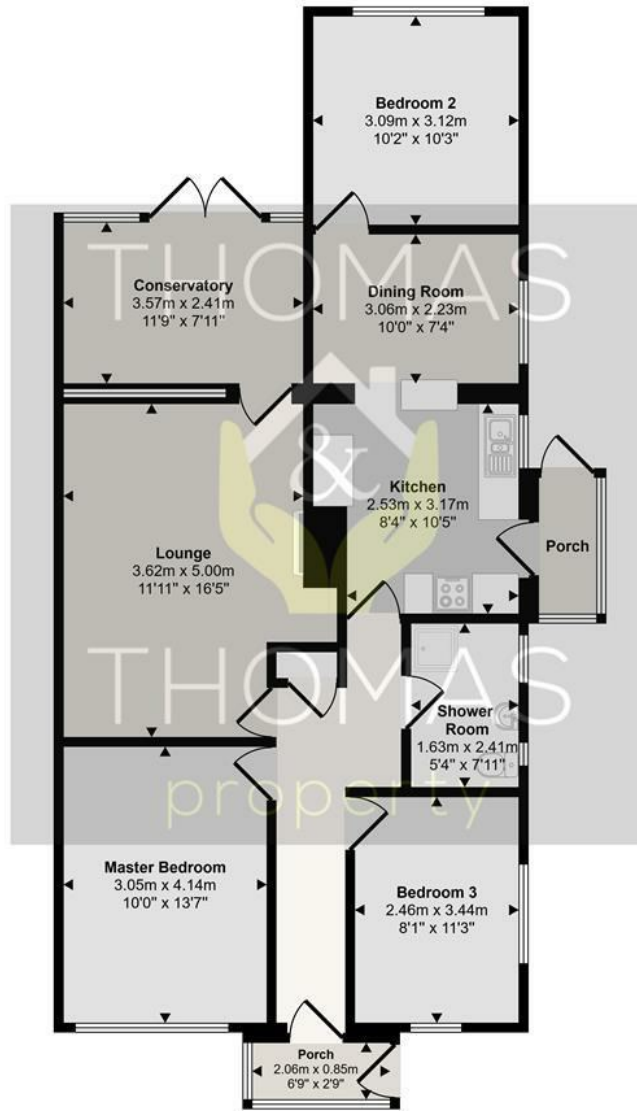 Bedroom 2
3.09m x 3.12m
10'2" x 10'3"
THOMAS
Conservatory
3.57m x 2.41m
11'9" x 7'11"
Dining Room
3.06m x 2.23m
10'0" x 7'4"
&
Kitchen
2.53m x 3.17m
8'4" x 10'5"
Porch
Lounge
3.62m x 5.00m
11'11" x 16'5"
THOMAS
Shower
Room
1.63m x 2.41m
5'4" x 7'11"
property
Master Bedroom
3.05m x 4.14m
10'0" x 13'7"
Bedroom 3
2.46m x 3.44m
8'1" x 11'3"
Porch
2.06m x 0.85m
6'9" x 2'9"